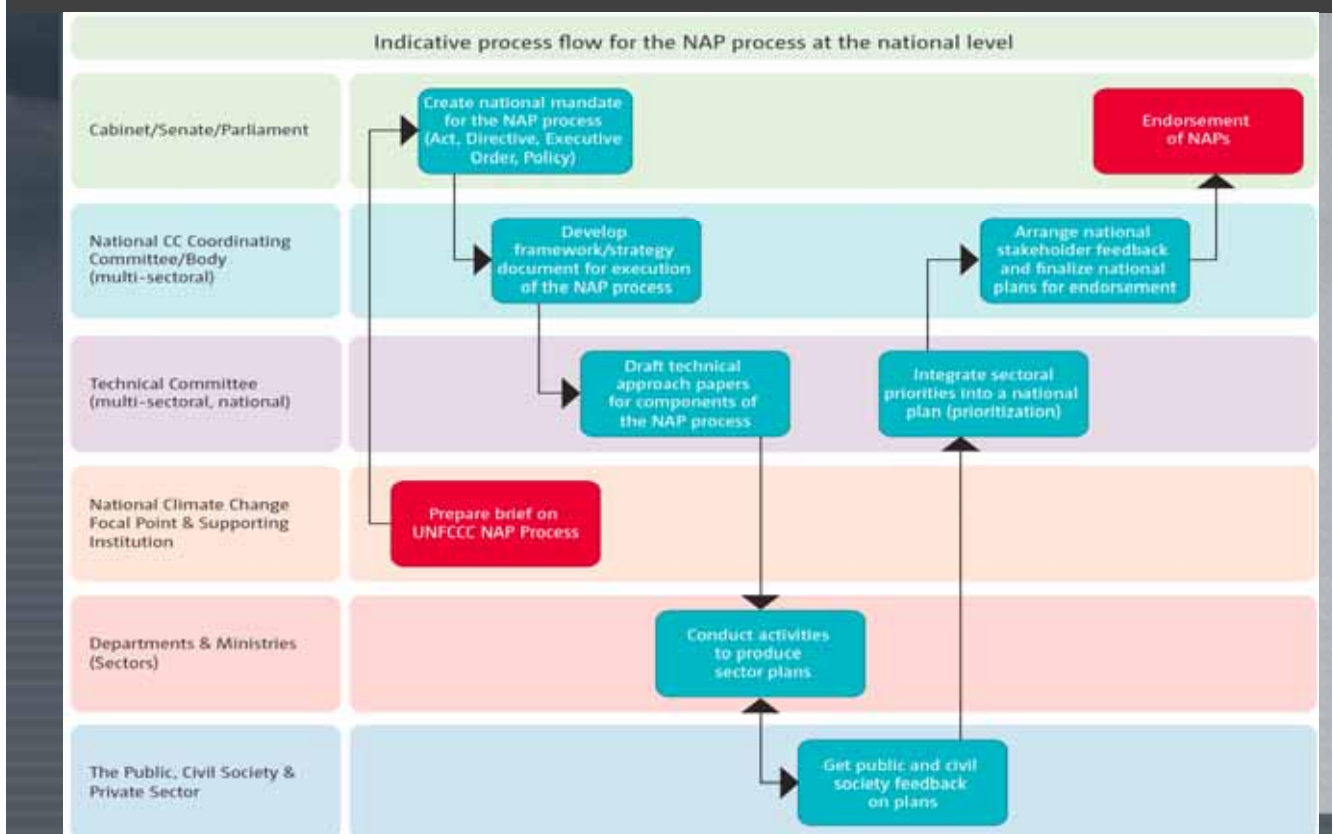 Indicative process flow for the NAP process at the national level
Cabinet/Senate/Parliament
Create national mandate
for the NAP process
(Act, Directive, Executive
Order, Policy)
Endorsement
of NAPs
National CC Coordinating
Committee/Body
(multi-sectoral)
Develop
framework/strategy
document for execution
of the NAP process
Arrange national
stakeholder feedback
and finalize national
plans for endorsement
Technical Committee
(multi-sectoral, national)
Draft technical
approach papers
for components of
the NAP process
Integrate sectoral
priorities into a national
plan (prioritization)
National Climate Change
Focal Point & Supporting
Institution
Prepare brief on
UNFCCC NAP Process
Departments & Ministries
(Sectors)
Conduct activities
to produce
sector plans
The Public, Civil Society &
Private Sector
Get public and civil
society feedback
on plans